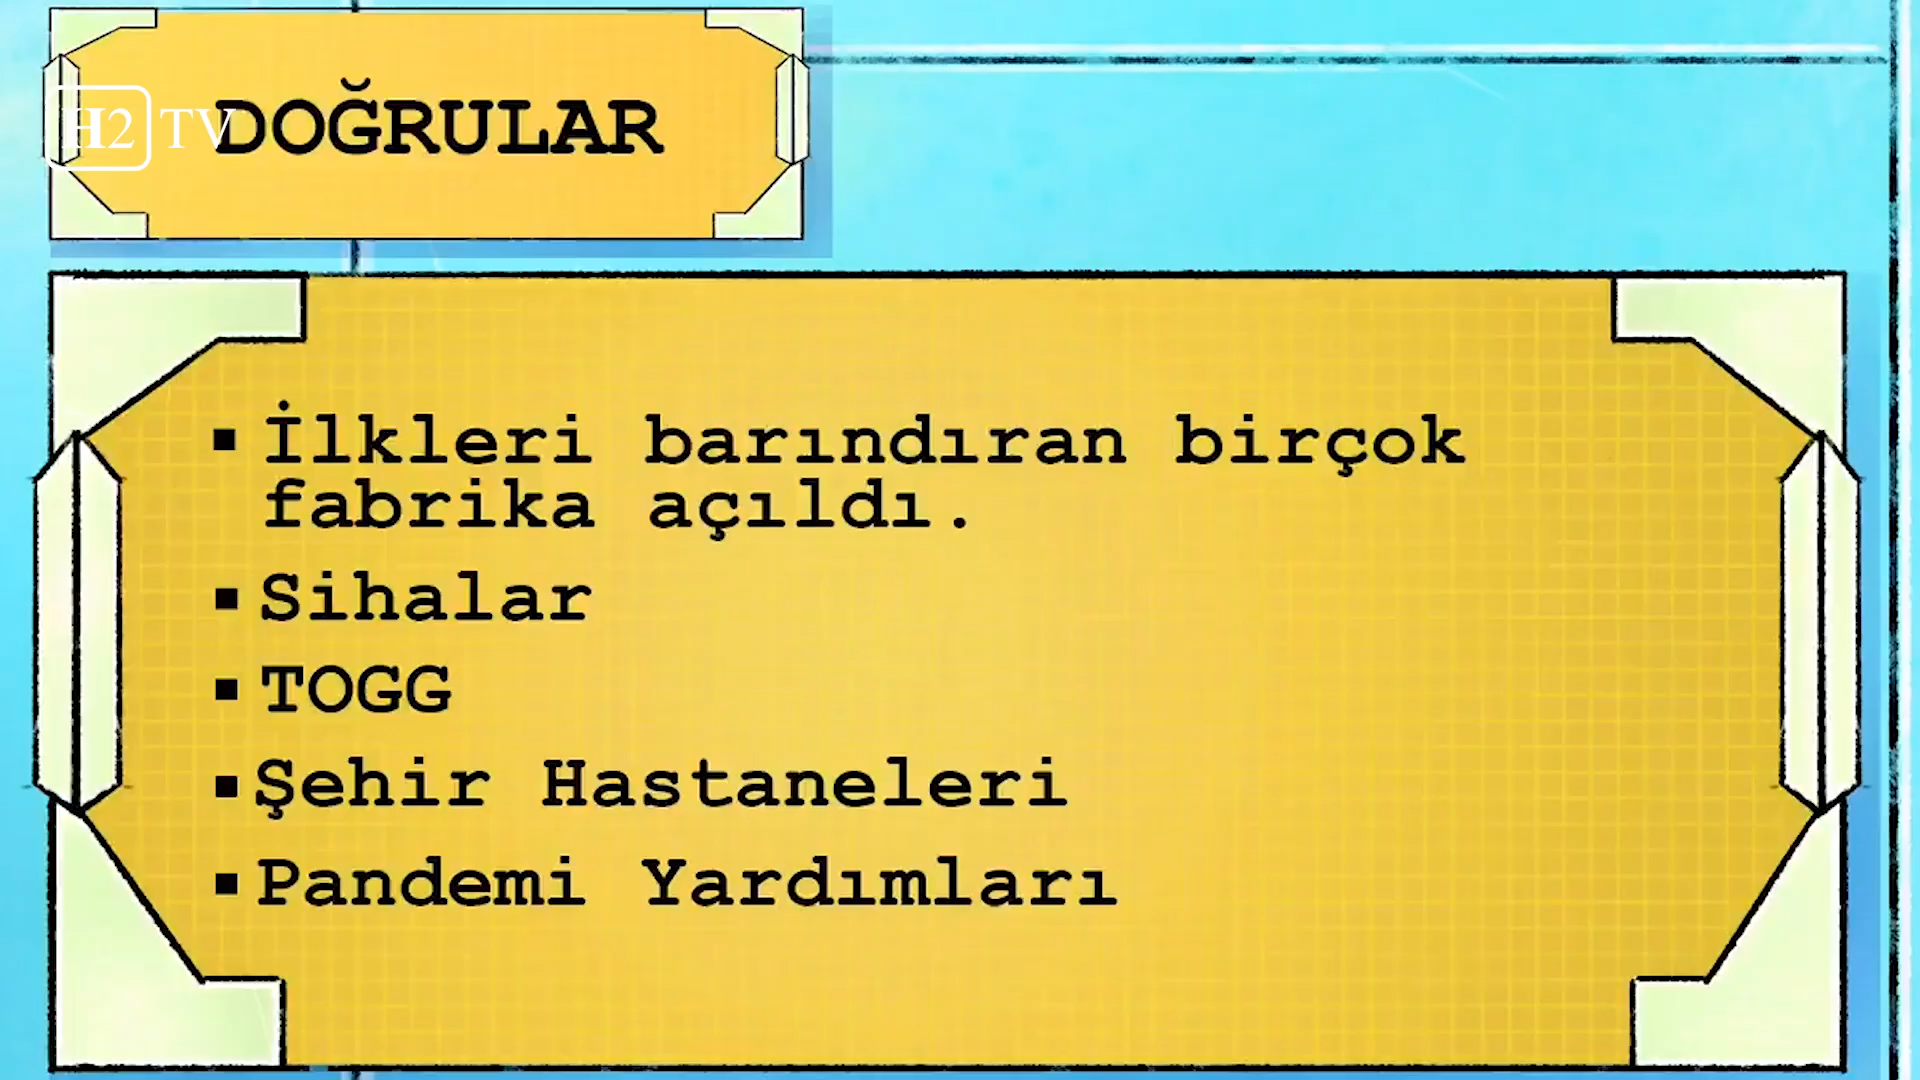 H2 TV
DOĞRULAR
▪ İlkleri barındıran birçok
fabrika açıldı.
▪ Sihalar
▪ TOGG
▪ Şehir Hastaneleri
▪ Pandemi Yardımları